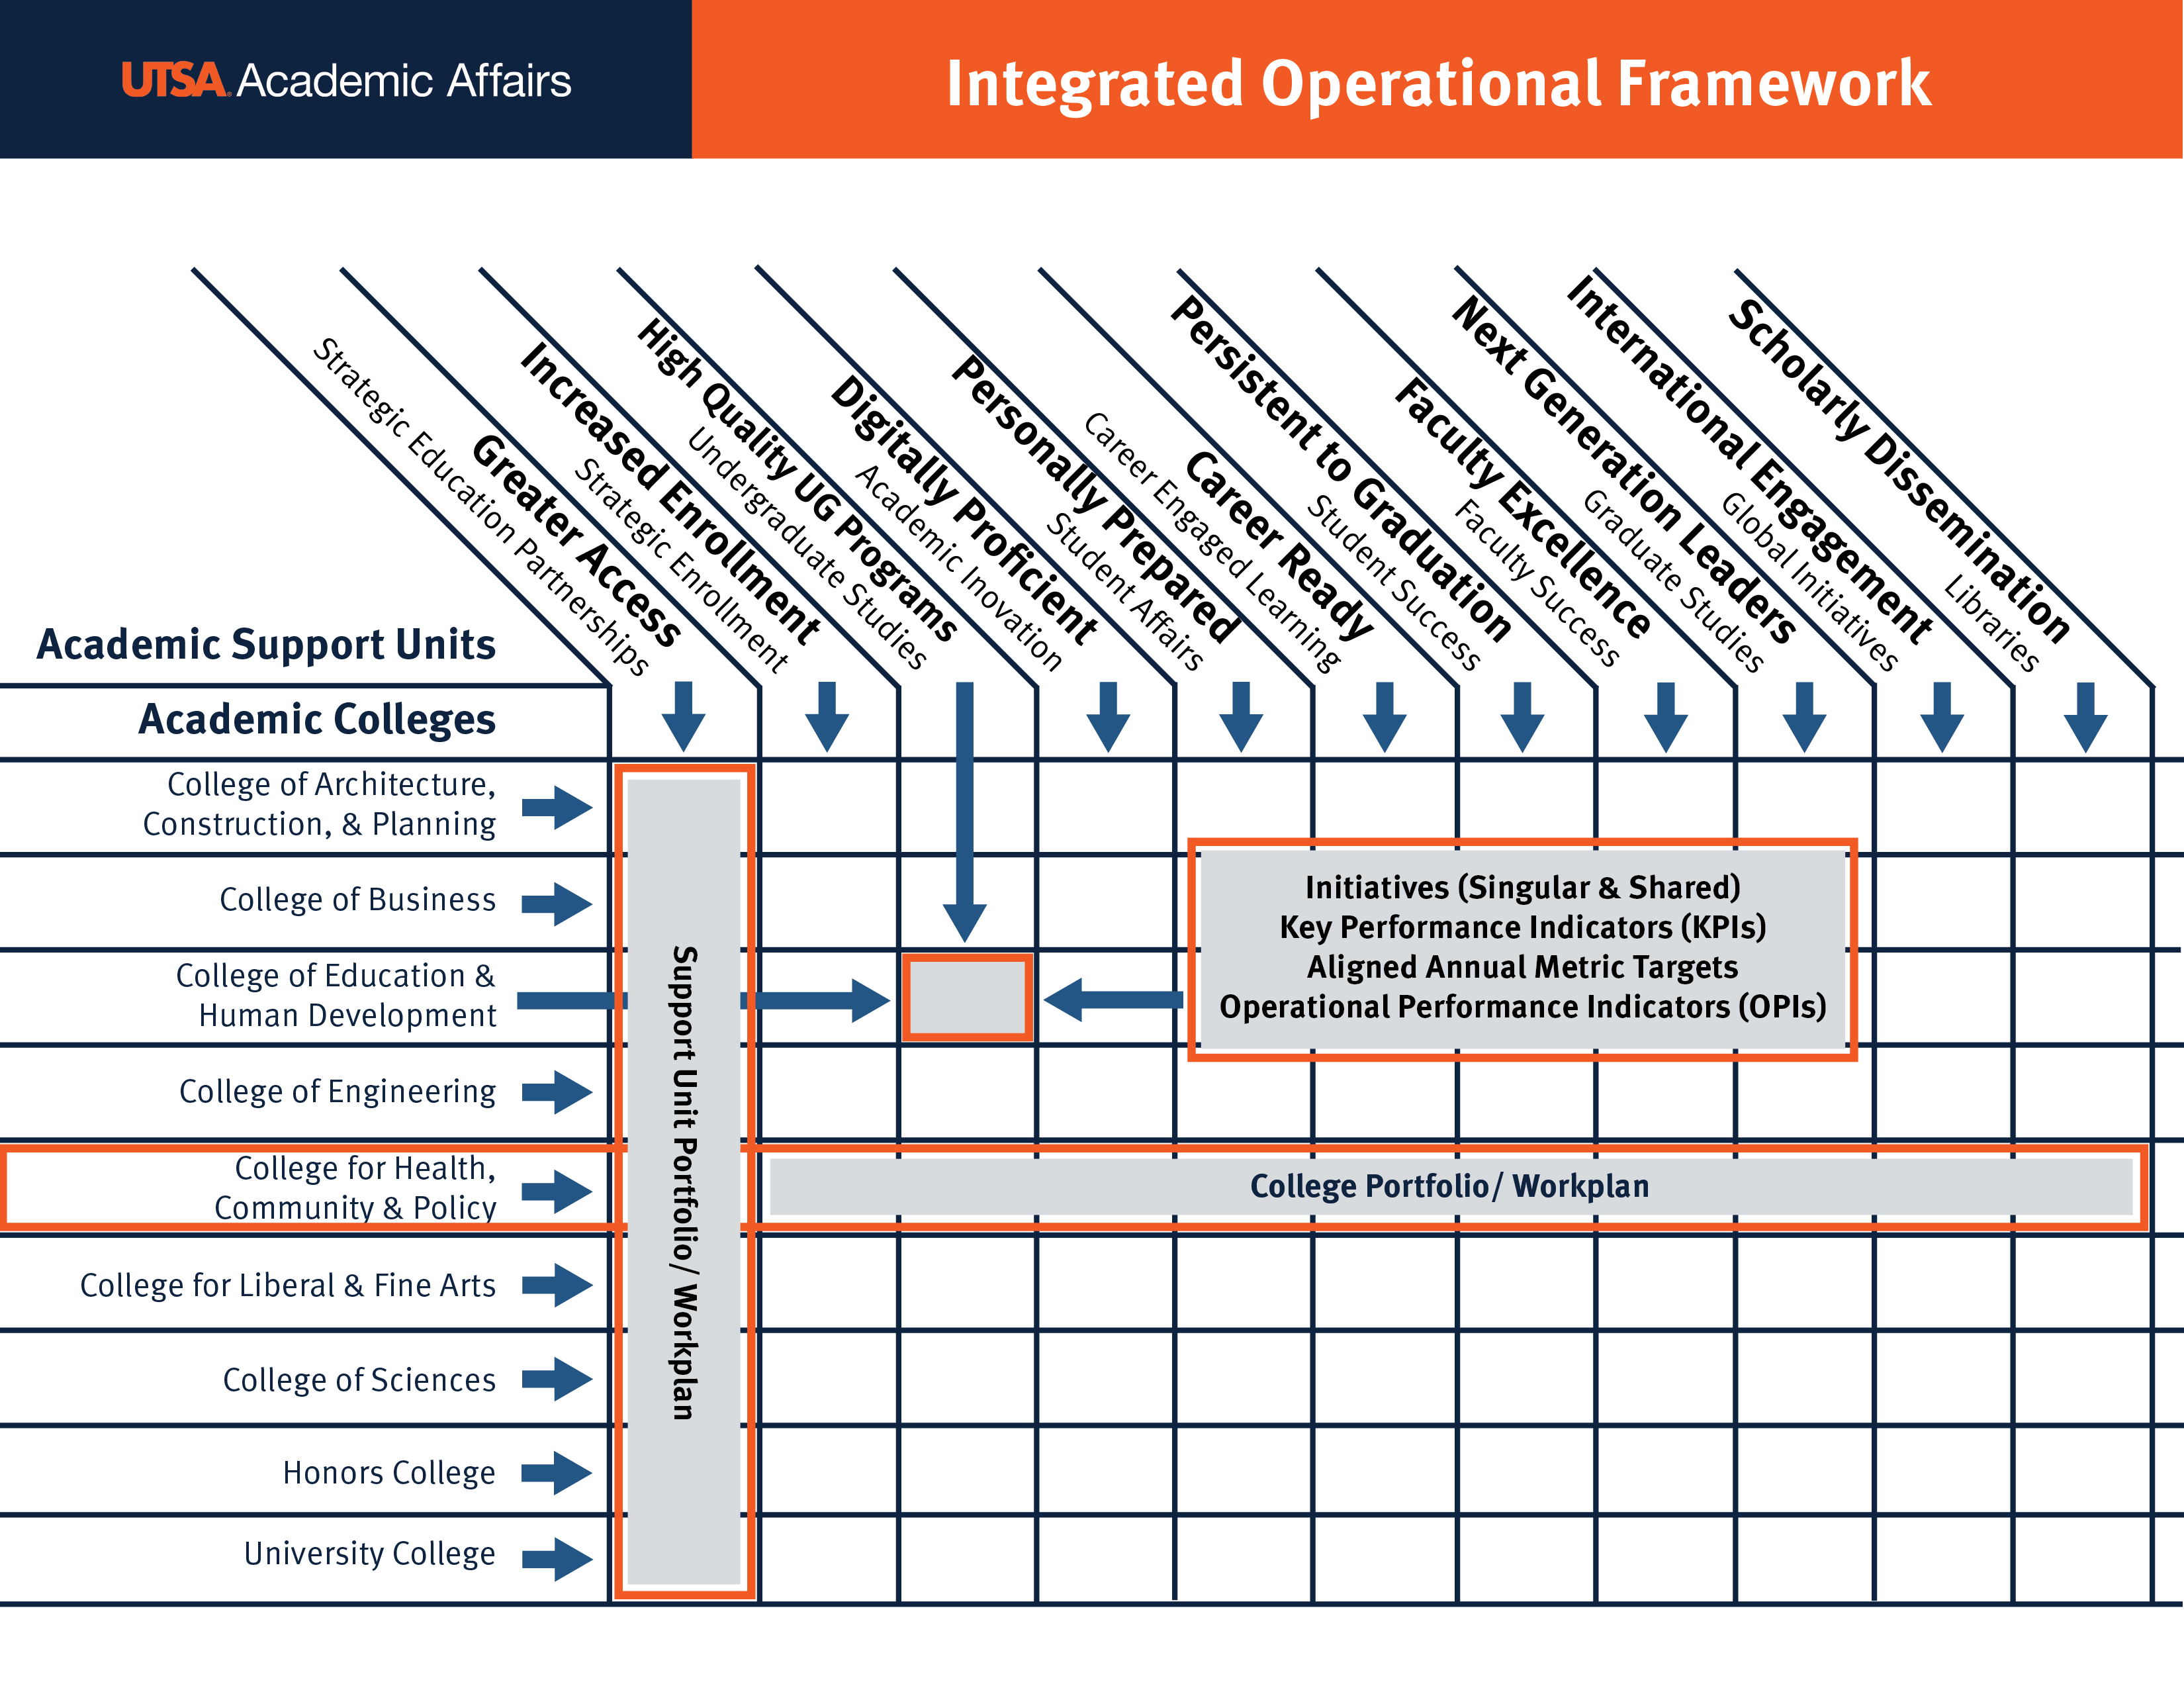 UTSA Academic Affairs
Integrated Operational Framework
Strategic Education Partnerships
Greater Access
Strategic Enrollment
Increased Enrollment
Undergraduate Studies
High Quality UG Programs
Academic Inovation
Digitally Proficient
Student Affairs
Personally Prepared
Career Engaged Learning
Career Ready
Student Success
Persistent to Graduation
Faculty Success
Faculty Excellence
Graduate Studies
Next Generation Leaders
Global Initiatives
International Engagement
Libraries
Scholarly Dissemination
Academic Support Units
Academic Colleges
College of Architecture,
Construction, & Planning
College of Business
College of Education &
Human Development
College of Engineering
College for Health,
Community & Policy
College for Liberal & Fine Arts
College of Sciences
Honors College
University College
Support Unit Portfolio/ Workplan
Initiatives (Singular & Shared)
Key Performance Indicators (KPIs)
Aligned Annual Metric Targets
Operational Performance Indicators (OPIs)
College Portfolio/ Workplan